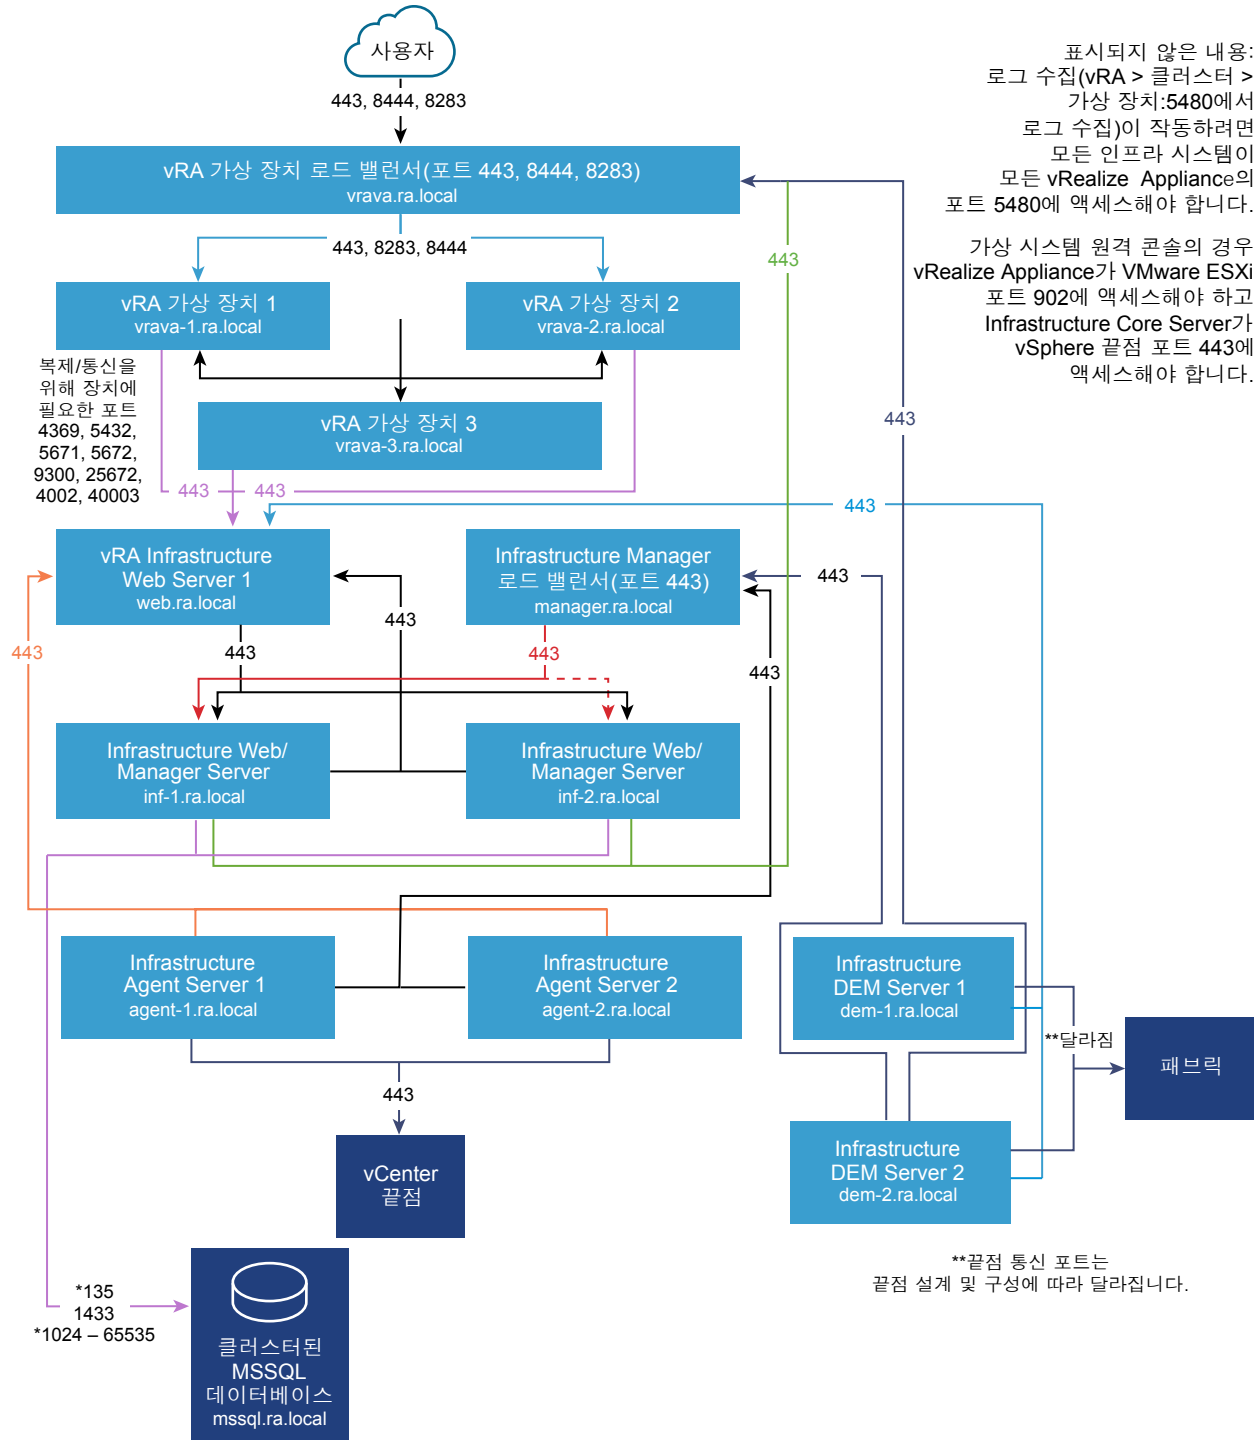 사용자
443, 8444, 8283
vRA 가상 장치 로드 밸런서(포트 443, 8444, 8283)
vrava.ra.local
표시되지 않은 내용:
로그 수집(vRA > 클러스터 >
가상 장치:5480에서
로그 수집)이 작동하려면
모든 인프라 시스템이
모든 vRealize Appliance의
포트 5480에 액세스해야 합니다.
가상 시스템 원격 콘솔의 경우
vRealize Appliance가 VMware ESXi
포트 902에 액세스해야 하고
Infrastructure Core Server가
vSphere 끝점 포트 443에
액세스해야 합니다.
443, 8283, 8444
443
vRA 가상 장치 1
vrava-1.ra.local
vRA 가상 장치 2
vrava-2.ra.local
복제/통신을
위해 장치에
필요한 포트
4369, 5432,
5671, 5672,
9300, 25672,
4002, 40003
vRA 가상 장치 3
vrava-3.ra.local
443
443
443
443
vRA Infrastructure
Web Server 1
web.ra.local
Infrastructure Manager
로드 밸런서(포트 443)
manager.ra.local
443
443
443
443
443
443
Infrastructure Web/
Manager Server
inf-1.ra.local
Infrastructure Web/
Manager Server
inf-2.ra.local
Infrastructure
Agent Server 1
agent-1.ra.local
Infrastructure
Agent Server 2
agent-2.ra.local
Infrastructure
DEM Server 1
dem-1.ra.local
**달라짐
패브릭
443
vCenter
끝점
Infrastructure
DEM Server 2
dem-2.ra.local
**끝점 통신 포트는
끝점 설계 및 구성에 따라 달라집니다.
*135
1433
*1024 – 65535
클러스터된
MSSQL
데이터베이스
mssql.ra.local